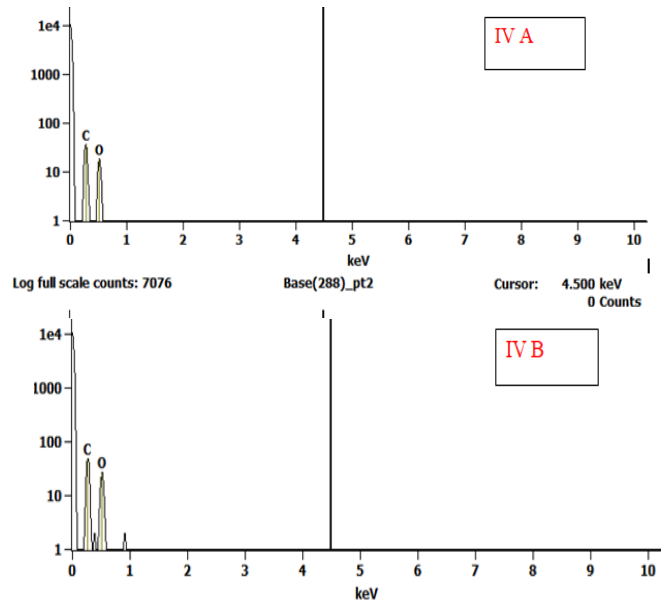 1e4
IV A
1000
100
C
O
10
1
0 1 2 3 4 5 6 7 8 9 10
keV
Log full scale counts: 7076 Base(288)_pt2 Cursor: 4.500 keV
0 Counts
1e4
IV B
1000
100
C
O
10
1
0 1 2 3 4 5 6 7 8 9 10
keV